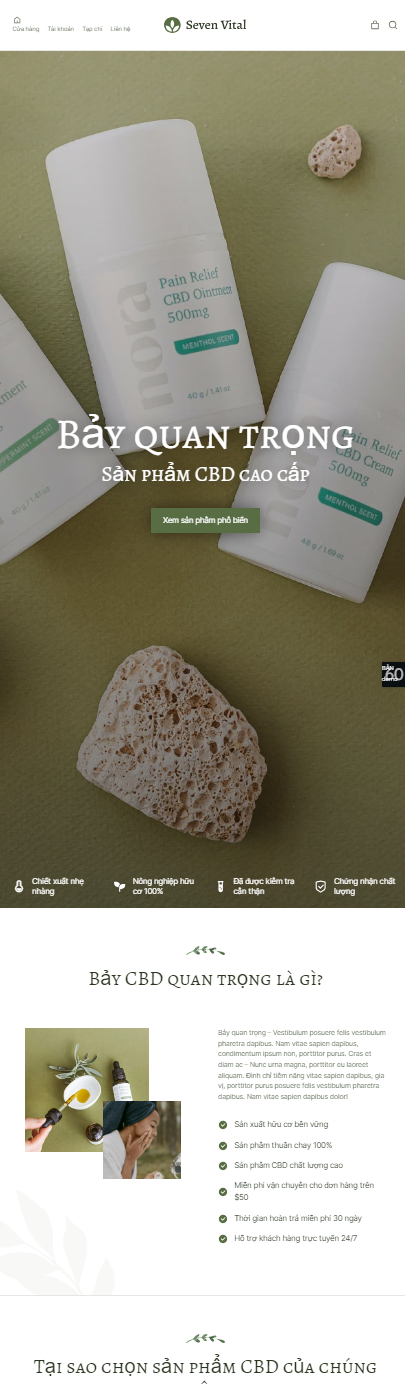 Cửa hàng Tài khoản Tạp chí Liên hệ
Seven Vital
nora
Pain Relief
CBD Ointment
500mg
MENTHOL SCENT
40 g / 1.41 oz
PEPPERMINT SCENT
Pain Relief
CBD Cream
500mg
MENTHOL SCENT
48 g / 1.69 oz
Bảy quan trọng
Sản phẩm CBD cao cấp
Xem sản phẩm phổ biến
60
Chiết xuất nhẹ
nhàng
Nông nghiệp hữu
cơ 100%
Đã được kiểm tra
cẩn thận
Chứng nhận chất
lượng
Bảy CBD quan trọng là gì?
Bảy quan trọng – Vestibulum posuere felis vestibulum
pharetra dapibus. Nam vitae sapien dapibus,
condimentum ipsum non, porttitor purus. Cras et
diam ac – Nunc urna magna, porttitor eu laoreet
aliquam. Đình chỉ tiềm năng vitae sapien dapibus, gia
vị, porttitor purus posuere felis vestibulum pharetra
dapibus. Nam vitae sapien dapibus dolor!
Sản xuất hữu cơ bền vững
Sản phẩm thuần chay 100%
Sản phẩm CBD chất lượng cao
Miễn phí vận chuyển cho đơn hàng trên
$50
Thời gian hoàn trả miễn phí 30 ngày
Hỗ trợ khách hàng trực tuyến 24/7
Tại sao chọn sản phẩm CBD của chúng